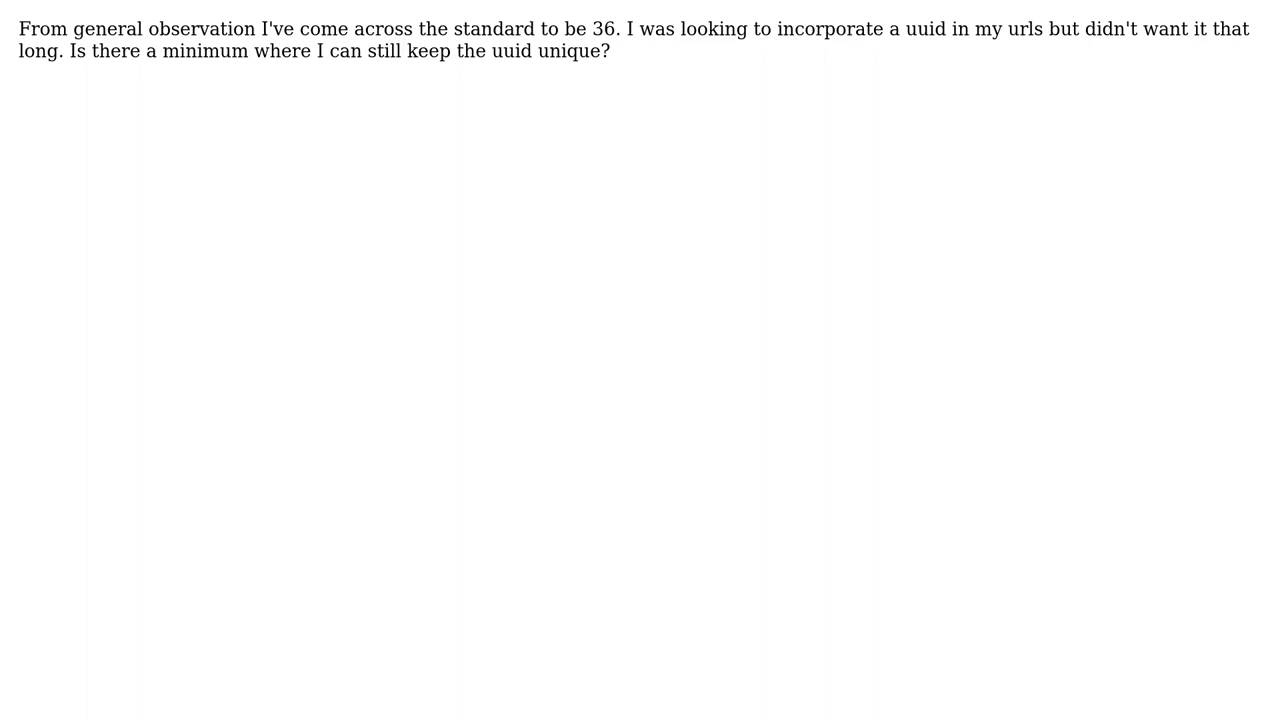 From general observation I've come across the standard to be 36. I was looking to incorporate a uuid in my urls but didn't want it that
long. Is there a minimum where I can still keep the uuid unique?